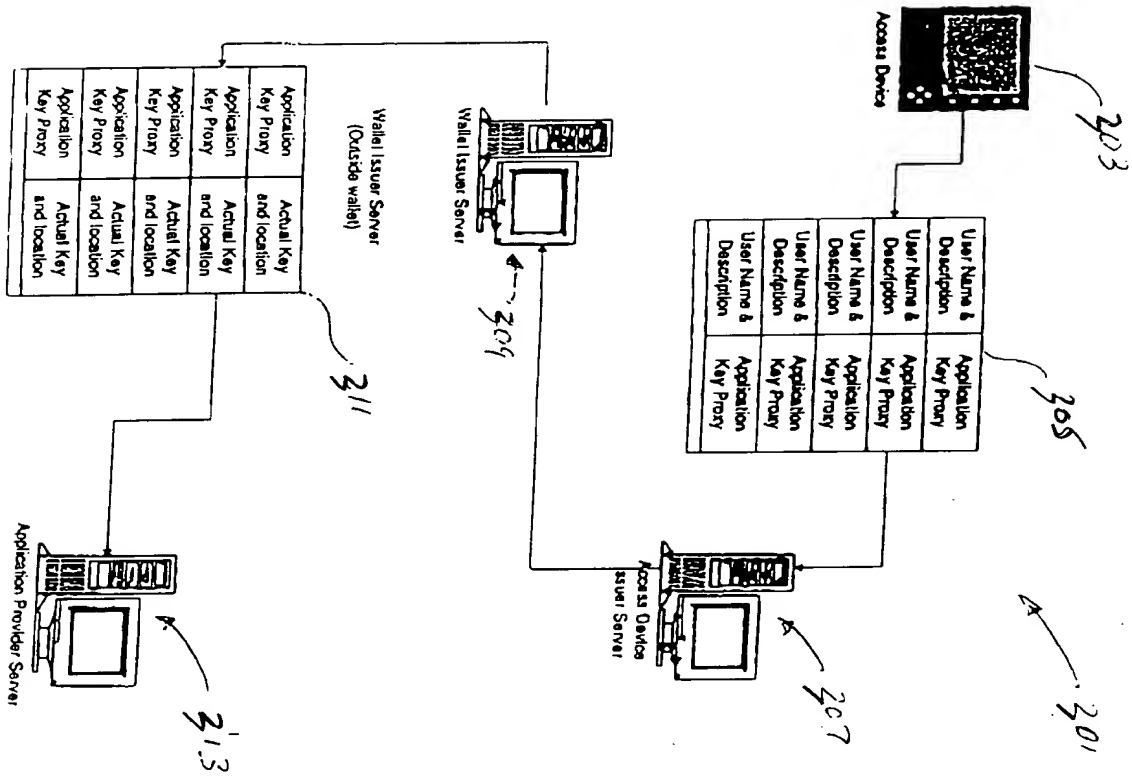 301
203
Access Device
305
User Name &
Description
Application
Key Proxy
User Name &
Description
Application
Key Proxy
User Name &
Description
Application
Key Proxy
User Name &
Description
Application
Key Proxy
User Name &
Description
Application
Key Proxy
307
Access Device
Issuer Server
309
Wallet Issuer Server
Wallet Issuer Server
(Outside wallet)
311
Application
Key Proxy
Actual Key
and location
Application
Key Proxy
Actual Key
and location
Application
Key Proxy
Actual Key
and location
Application
Key Proxy
Actual Key
and location
Application
Key Proxy
Actual Key
and location
313
Application Provider Server